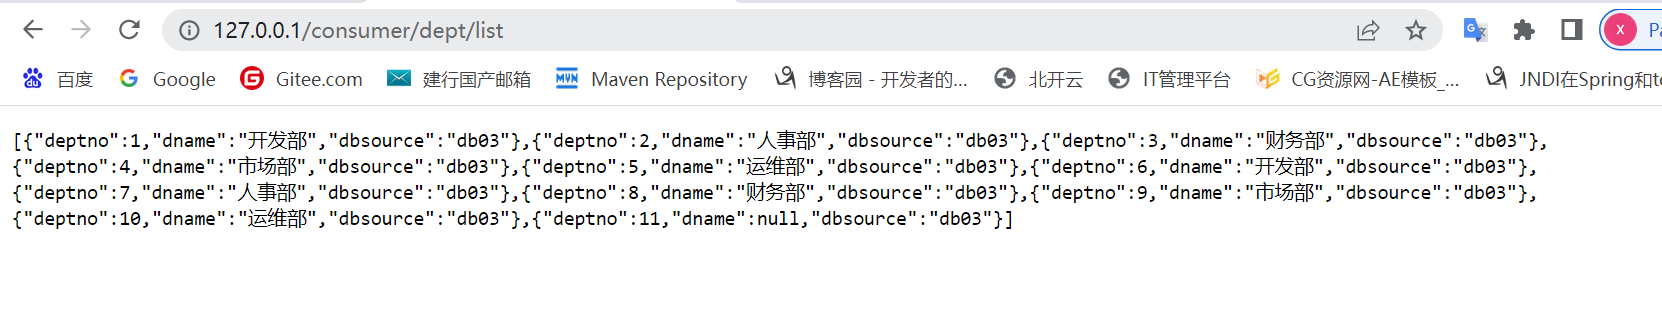 127.0.0.1/consumer/dept/list
X
百度 Google Gitee.com 建行国产邮箱 MVN Maven Repository 博客园 - 开发者的... 北开云 IT管理平台 CG资源网-AE模板_... JNDI在Spring和
[{"deptno":1,"dname":"开发部","dbsource":"db03"},{"deptno":2,"dname":"人事部","dbsource":"db03"},{"deptno":3,"dname":"财务部","dbsource":"db03"},
{"deptno":4,"dname":"市场部","dbsource":"db03"},{"deptno":5,"dname":"运维部","dbsource":"db03"},{"deptno":6,"dname":"开发部","dbsource":"db03"},
{"deptno":7,"dname":"人事部","dbsource":"db03"},{"deptno":8,"dname":"财务部","dbsource":"db03"},{"deptno":9,"dname":"市场部","dbsource":"db03"},
{"deptno":10,"dname":"运维部","dbsource":"db03"},{"deptno":11,"dname":null,"dbsource":"db03"}]